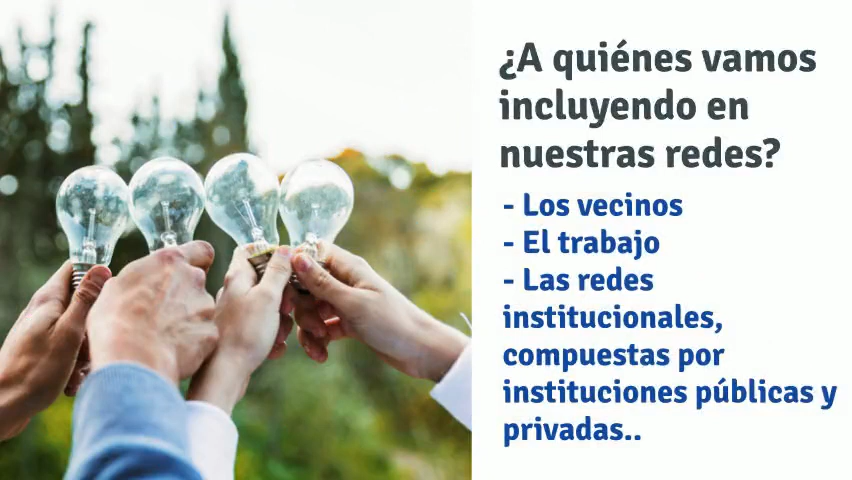 ¿A quiénes vamos
incluyendo en
nuestras redes?
- Los vecinos
- El trabajo
- Las redes
institucionales,
compuestas por
instituciones públicas y
privadas..